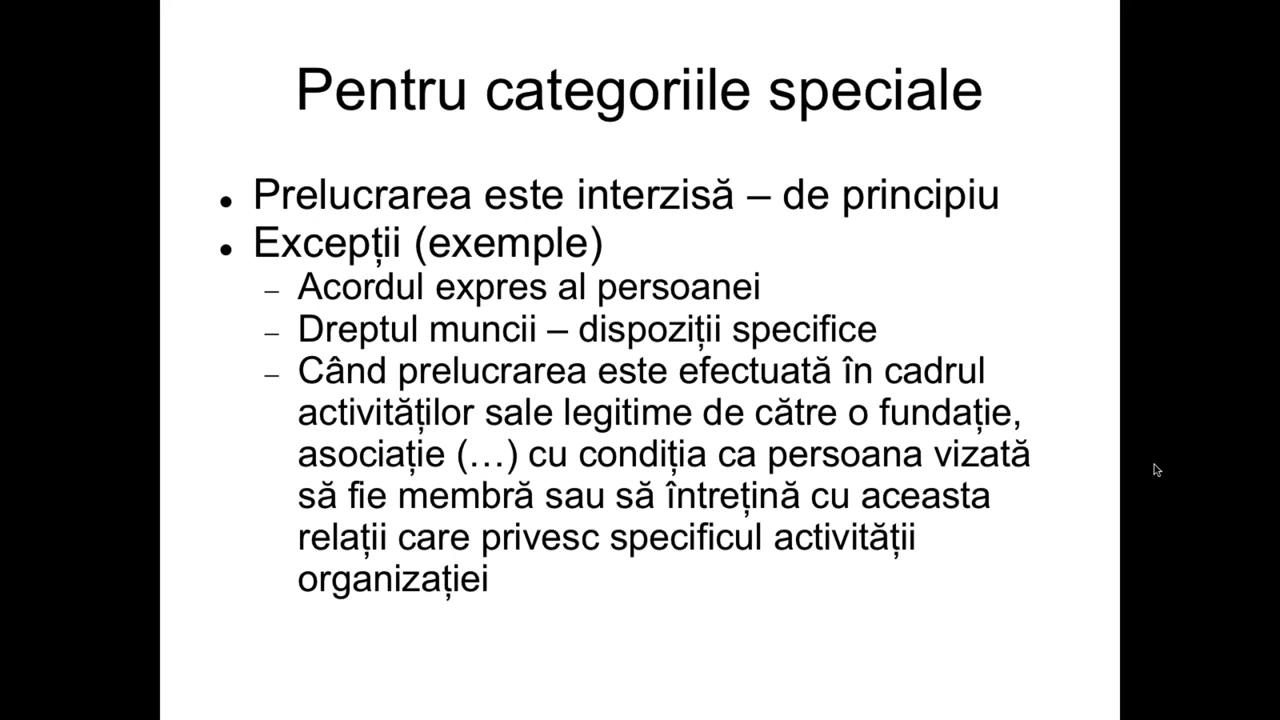 Pentru categoriile speciale
● Prelucrarea este interzisă – de principiu
● Excepții (exemple)
– Acordul expres al persoanei
– Dreptul muncii – dispoziții specifice
– Când prelucrarea este efectuată în cadrul
activităților sale legitime de către o fundație,
asociație (…) cu condiția ca persoana vizată
să fie membră sau să întrețină cu aceasta
relații care privesc specificul activității
organizației